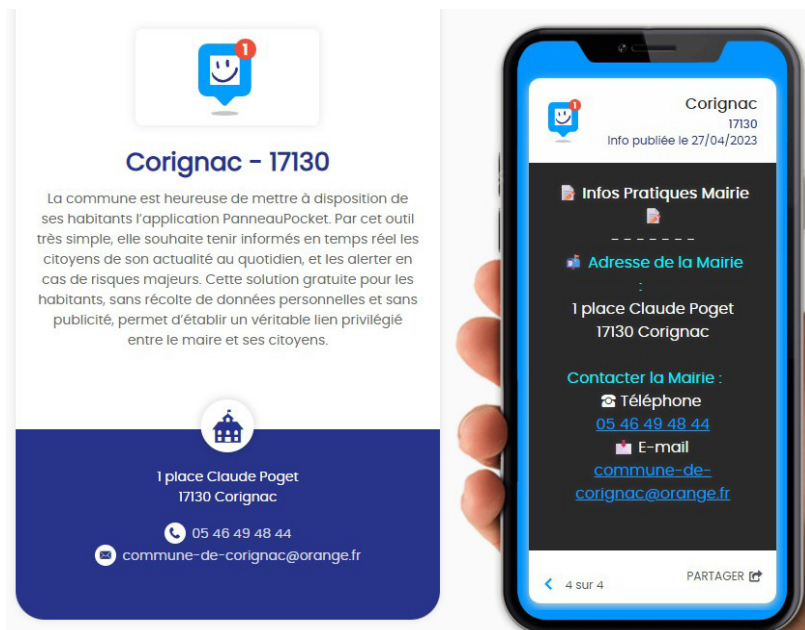 1
Corignac - 17130
La commune est heureuse de mettre à disposition de
ses habitants l'application PanneauPocket. Par cet outil
très simple, elle souhaite tenir informés en temps réel les
citoyens de son actualité au quotidien, et les alerter en
cas de risques majeurs. Cette solution gratuite pour les
habitants, sans récolte de données personnelles et sans
publicité, permet d'établir un véritable lien privilégié
entre le maire et ses citoyens.
1 place Claude Poget
17130 Corignac
05 46 49 48 44
commune-de-corignac@orange.fr
1
Corignac
17130
Info publiée le 27/04/2023
Infos Pratiques Mairie
- - - - - - -
Adresse de la Mairie
:
1 place Claude Poget
17130 Corignac
Contacter la Mairie :
Téléphone
05 46 49 48 44
E-mail
commune-de-
corignac@orange.fr
4 sur 4
PARTAGER